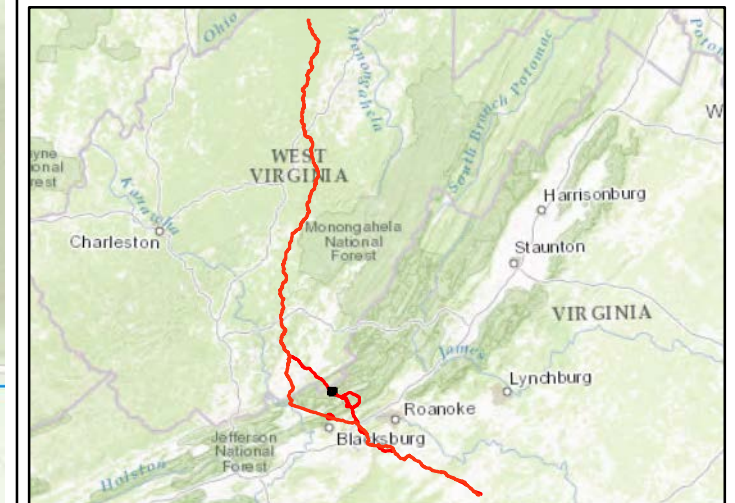 Ohio
Monongahela
South Branch Potomac
W
WEST
VIRGINIA
Kanawha
Harrisonburg
Charleston
Monongahela
National
Forest
Staunton
VIRGINIA
James
Lynchburg
Roanoke
Blacksburg
Jefferson
National
Forest
Holston